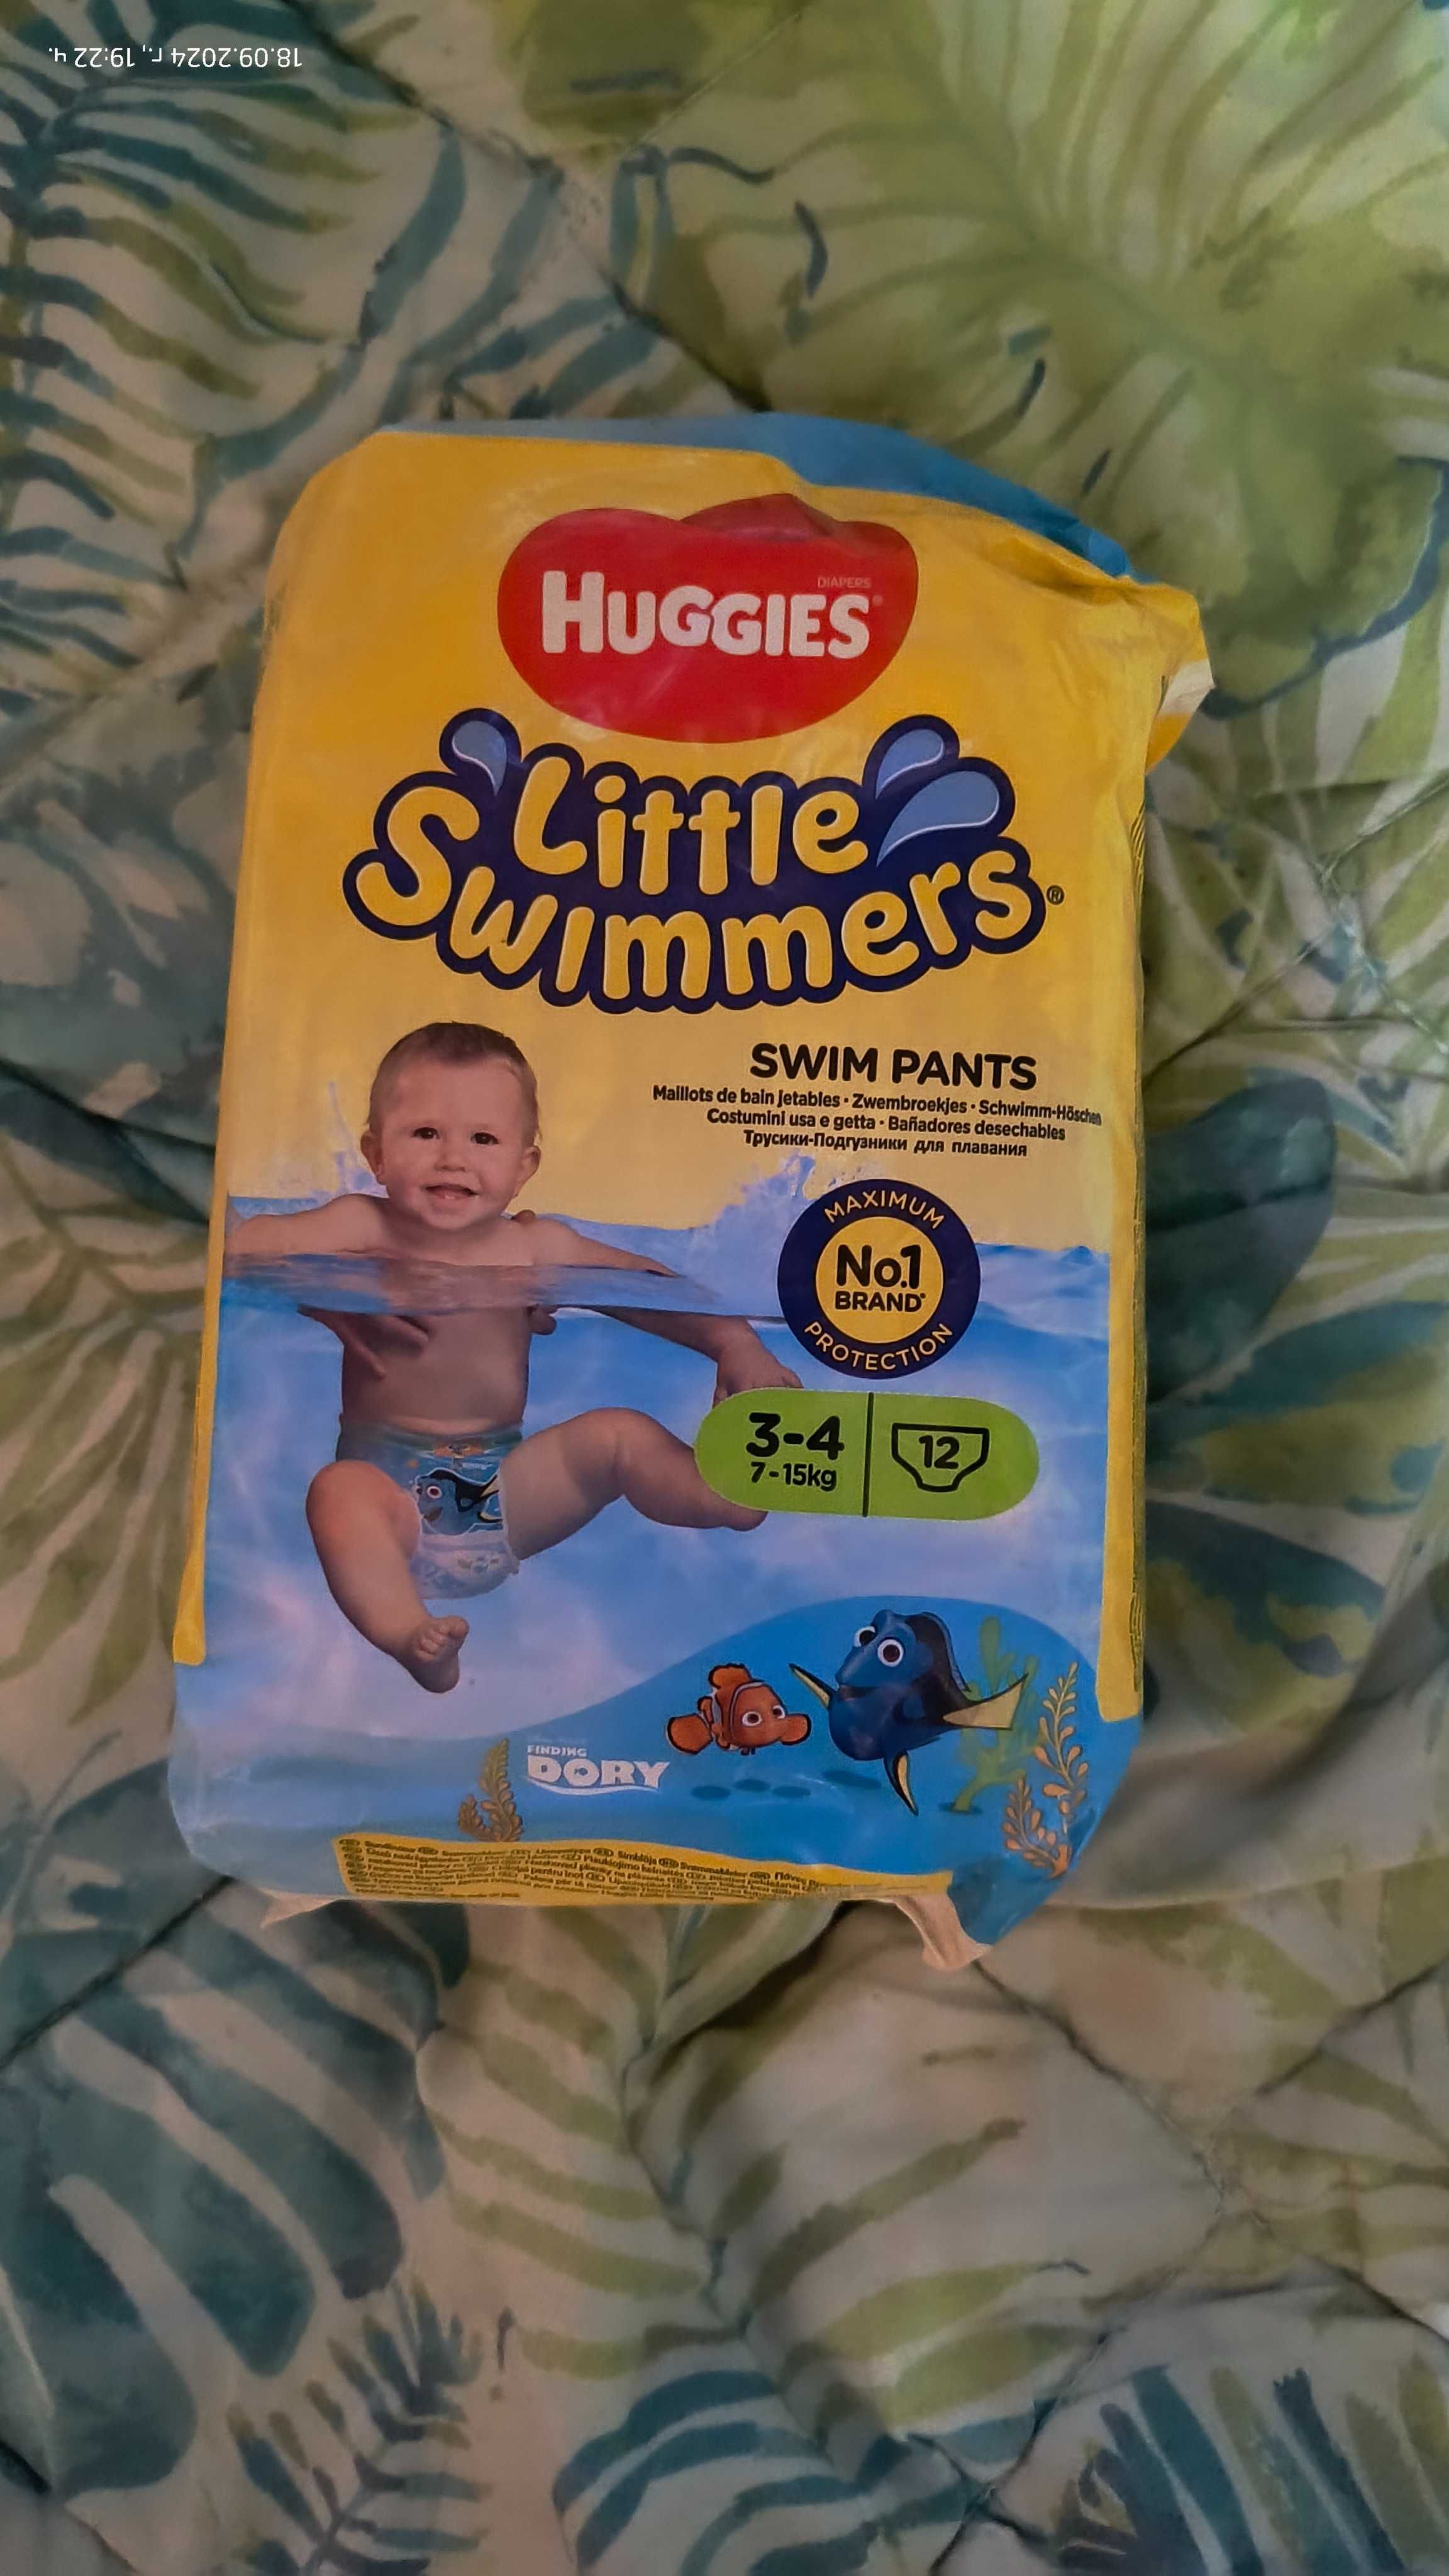 18.09.2024 г., 19:22 ч.
DIAPERS
HUGGIES®
Little
Swimmers®
SWIM PANTS
Maillots de bain jetables • Zwembroekjes • Schwimm-Höschen
Costumini usa e getta • Bañadores desechables
Трусики-Подгузники для плавания
MAXIMUM
No.1
BRAND*
PROTECTION
3-4
7-15kg
12
FINDING
DORY